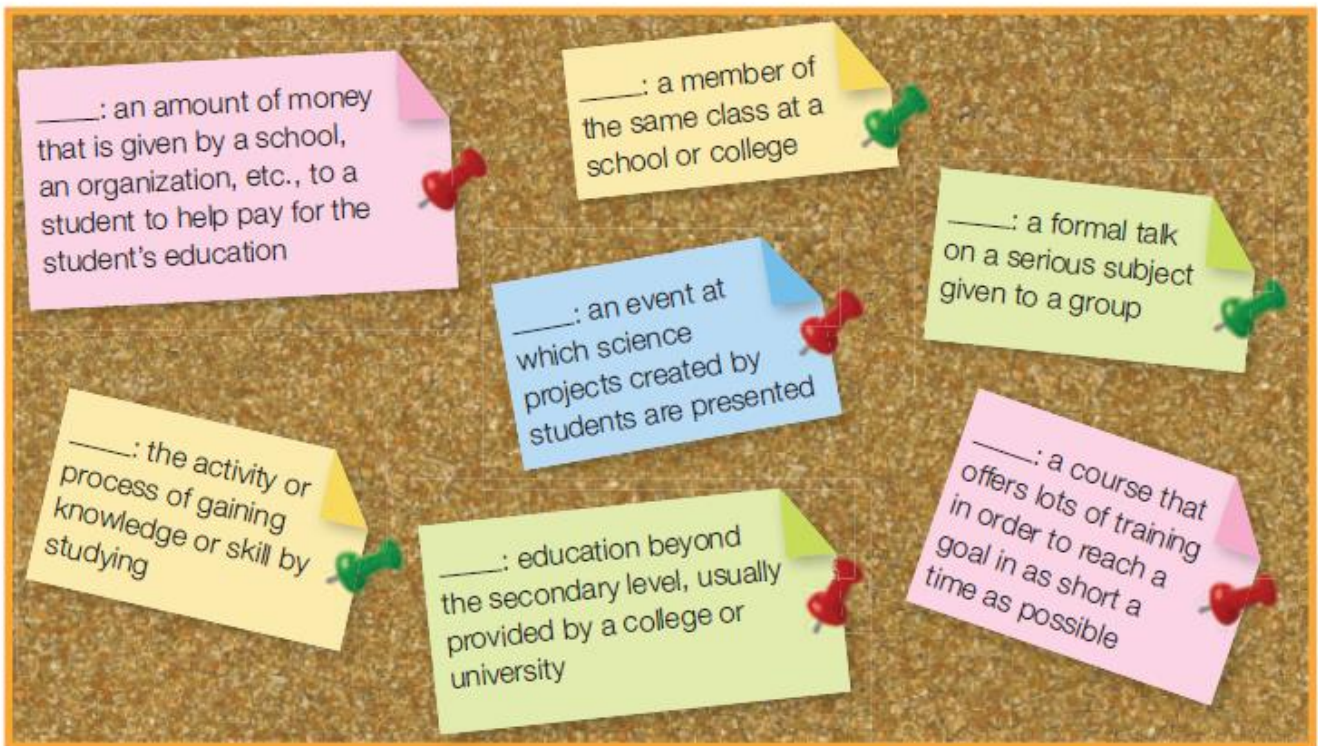 ____: an amount of money
that is given by a school,
an organization, etc., to a
student to help pay for the
student's education
____: a member of
the same class at a
school or college
____: a formal talk
on a serious subject
given to a group
____: an event at
which science
projects created by
students are presented
____: the activity or
process of gaining
knowledge or skill by
studying
____: education beyond
the secondary level, usually
provided by a college or
university
____: a course that
offers lots of training
in order to reach a
goal in as short a
time as possible